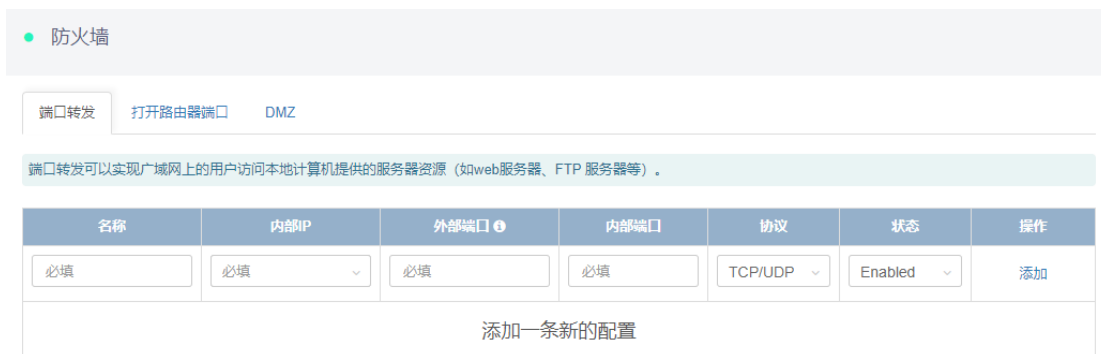 防火墙
端口转发 打开路由器端口 DMZ
端口转发可以实现广域网上的用户访问本地计算机提供的服务器资源（如web服务器、FTP 服务器等）。
名称 内部IP 外部端口 内部端口 协议 状态 操作
必填 必填 必填 必填 TCP/UDP Enabled 添加
添加一条新的配置